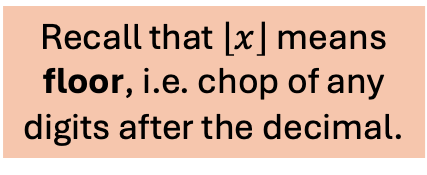 Recall that ⌊𝑥⌋ means
floor, i.e. chop of any
digits after the decimal.